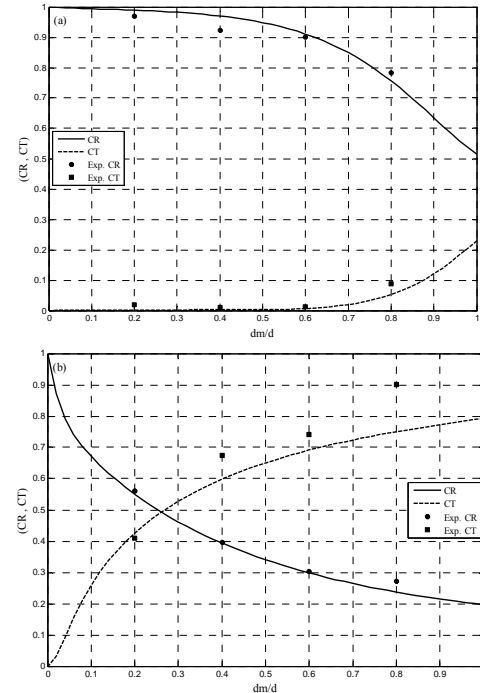 (a)
1
0.9
0.8
0.7
0.6
0.5
0.4
0.3
0.2
0.1
0
(CR , CT)
CR
CT
Exp. CR
Exp. CT
0 0.1 0.2 0.3 0.4 0.5 0.6 0.7 0.8 0.9 1
dm/d
(b)
1
0.9
0.8
0.7
0.6
0.5
0.4
0.3
0.2
0.1
0
(CR , CT)
CR
CT
Exp. CR
Exp. CT
0 0.1 0.2 0.3 0.4 0.5 0.6 0.7 0.8 0.9
dm/d